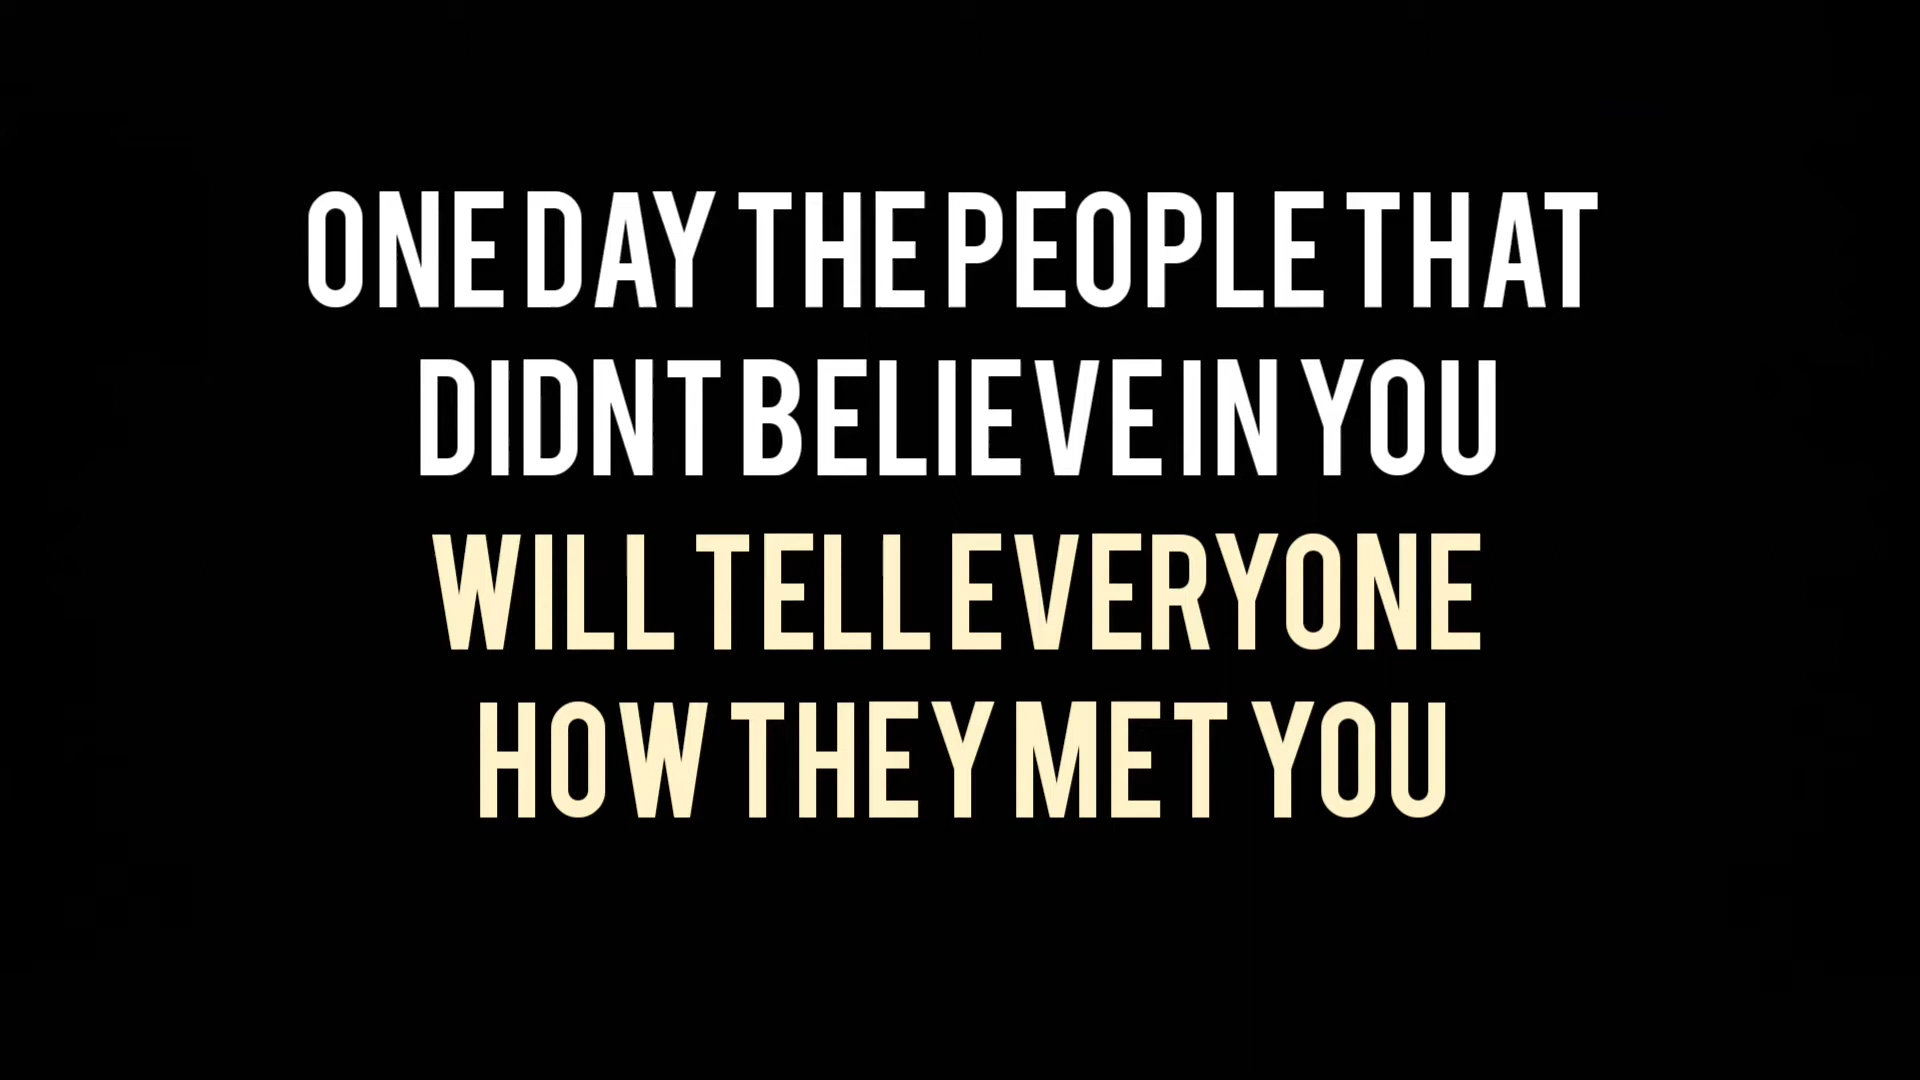 ONE DAY THE PEOPLE THAT
DIDNT BELIEVE IN YOU
WILL TELL EVERYONE
HOW THEY MET YOU